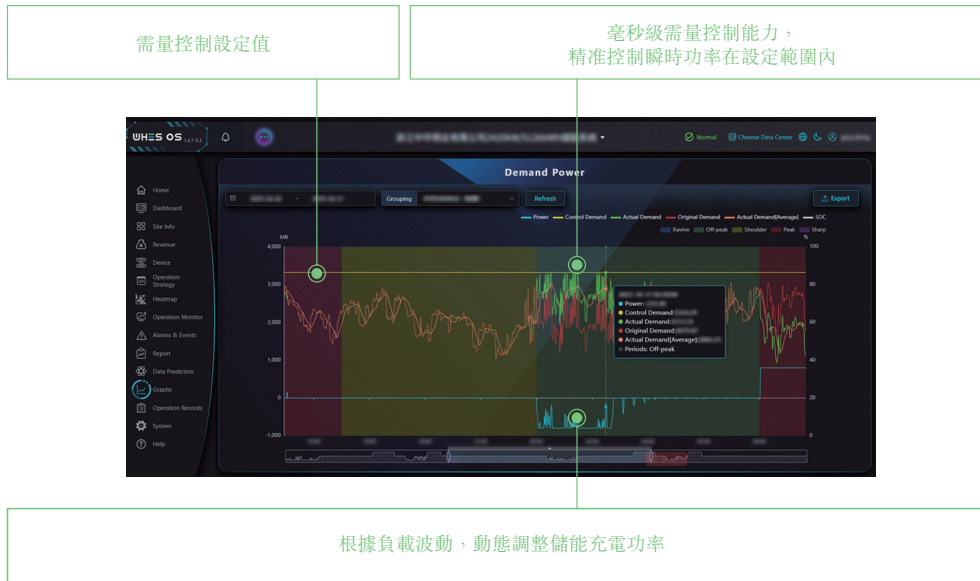 需量控制設定值
毫秒級需量控制能力，
精准控制瞬時功率在設定範圍內
WHES OS 1.4.7-0.2
Normal
Chinese Data Center
Demand Power
-
Grouping
Refresh
Export
Power
Control Demand
Actual Demand
Original Demand
Actual Demand[Average]
SOC
Ravine
Off-peak
Shoulder
Peak
Sharp
kW
%
4,000
3,000
2,000
1,000
0
-1,000
100
80
60
40
20
0
Home
Dashboard
Site Info
Revenue
Device
Operation
Strategy
Heatmap
Operation Monitor
Alarms & Events
Report
Data Prediction
Graphs
Operation Records
System
Help
Power:
Control Demand:
Actual Demand:
Original Demand:
Actual Demand[Average]:
Periods: Off-peak
根據負載波動，動態調整儲能充電功率